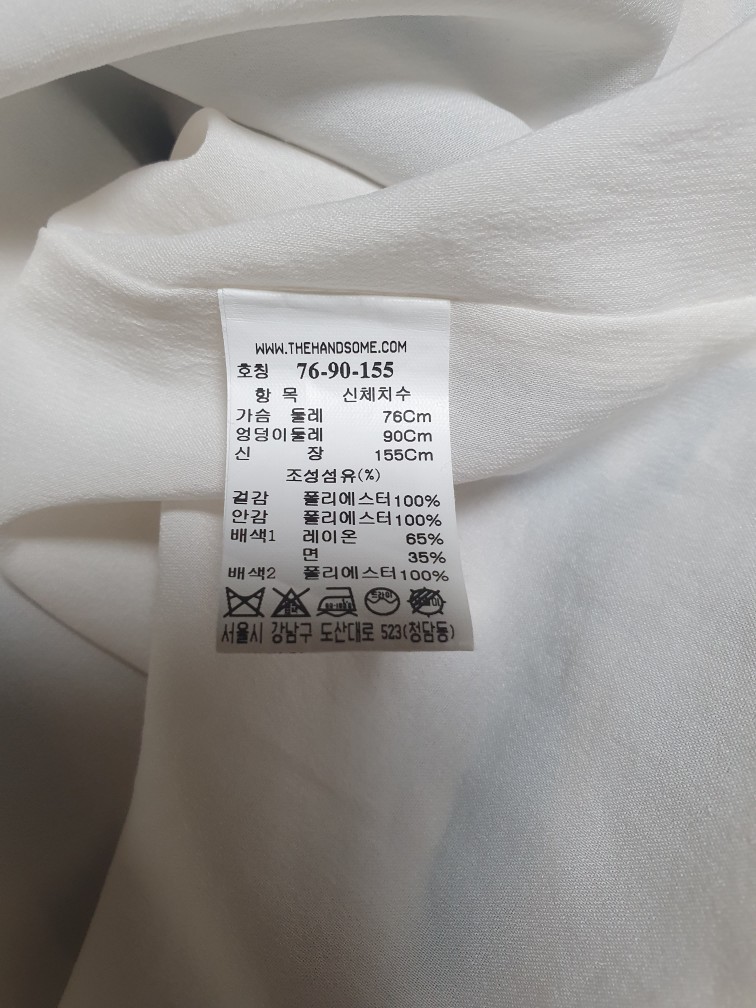 WWW.THEHANDSOME.COM
호칭 76-90-155
항 목 신체치수
가슴 둘레 76Cm
엉덩이둘레 90Cm
신 장 155Cm
조성섬유(%)
겉감 폴리에스터100%
안감 폴리에스터100%
배색1 레이온 65%
면 35%
배색2 폴리에스터100%
드라이
서울시 강남구 도산대로 523(청담동)